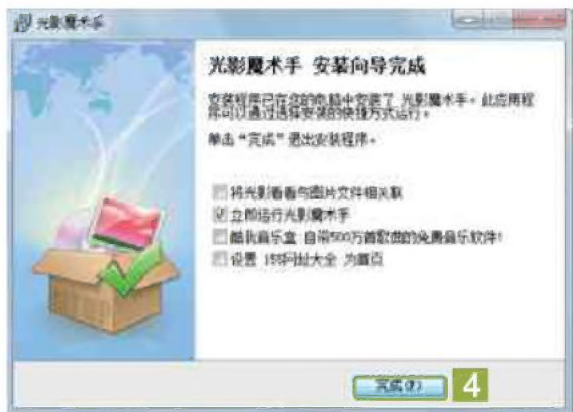 光影魔术手
光影魔术手 安装向导完成
安装程序已在您的电脑中安装了 光影魔术手。此应用程
序可以通过选择安装的快捷方式运行。
单击“完成”退出安装程序。
将光影看看与图片文件相关联
立即运行光影魔术手
酷我音乐盒 自带500万首歌曲的免费音乐软件!
设置 网址大全 为首页
完成(F)
4